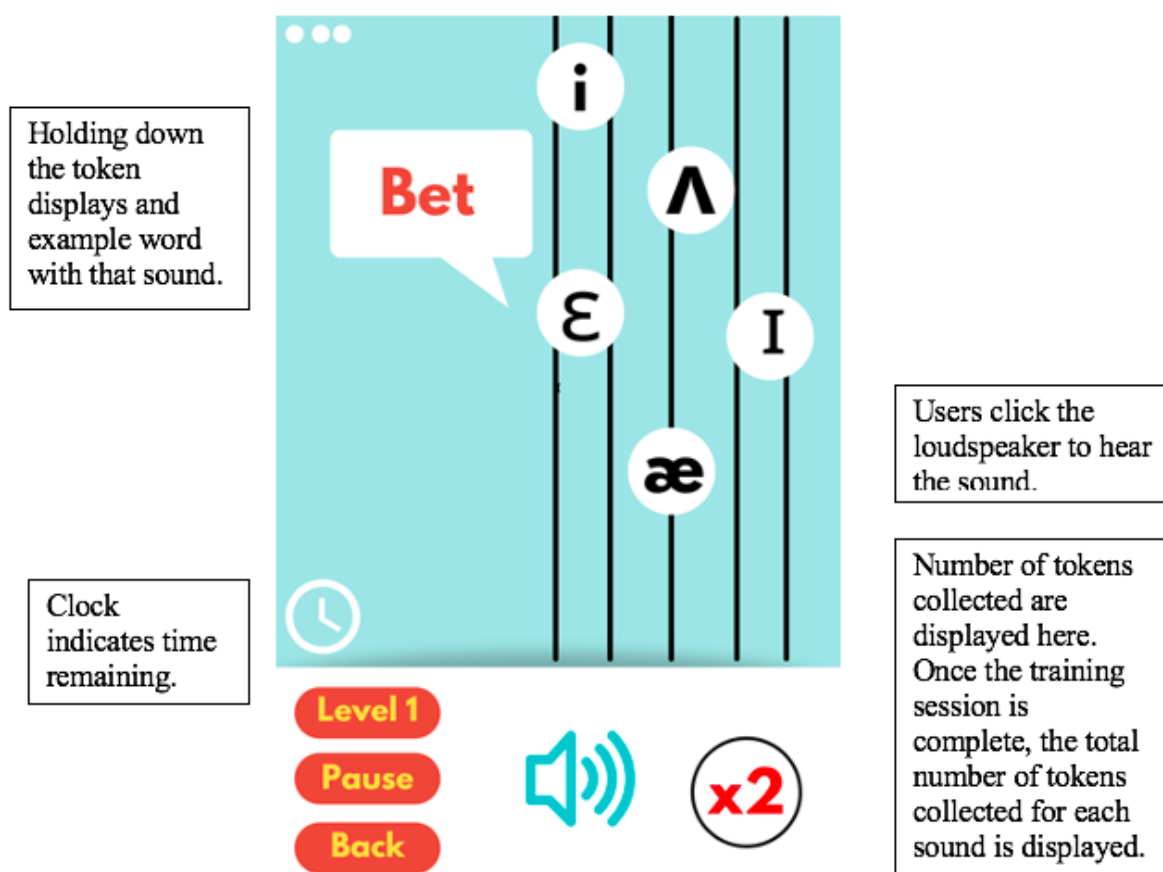 Holding down
the token
displays and
example word
with that sound.
Clock
indicates time
remaining.
i
Λ
Bet
ɛ
I
æ
Level 1
Pause
Back
x2
Users click the
loudspeaker to hear
the sound.
Number of tokens
collected are
displayed here.
Once the training
session is
complete, the total
number of tokens
collected for each
sound is displayed.